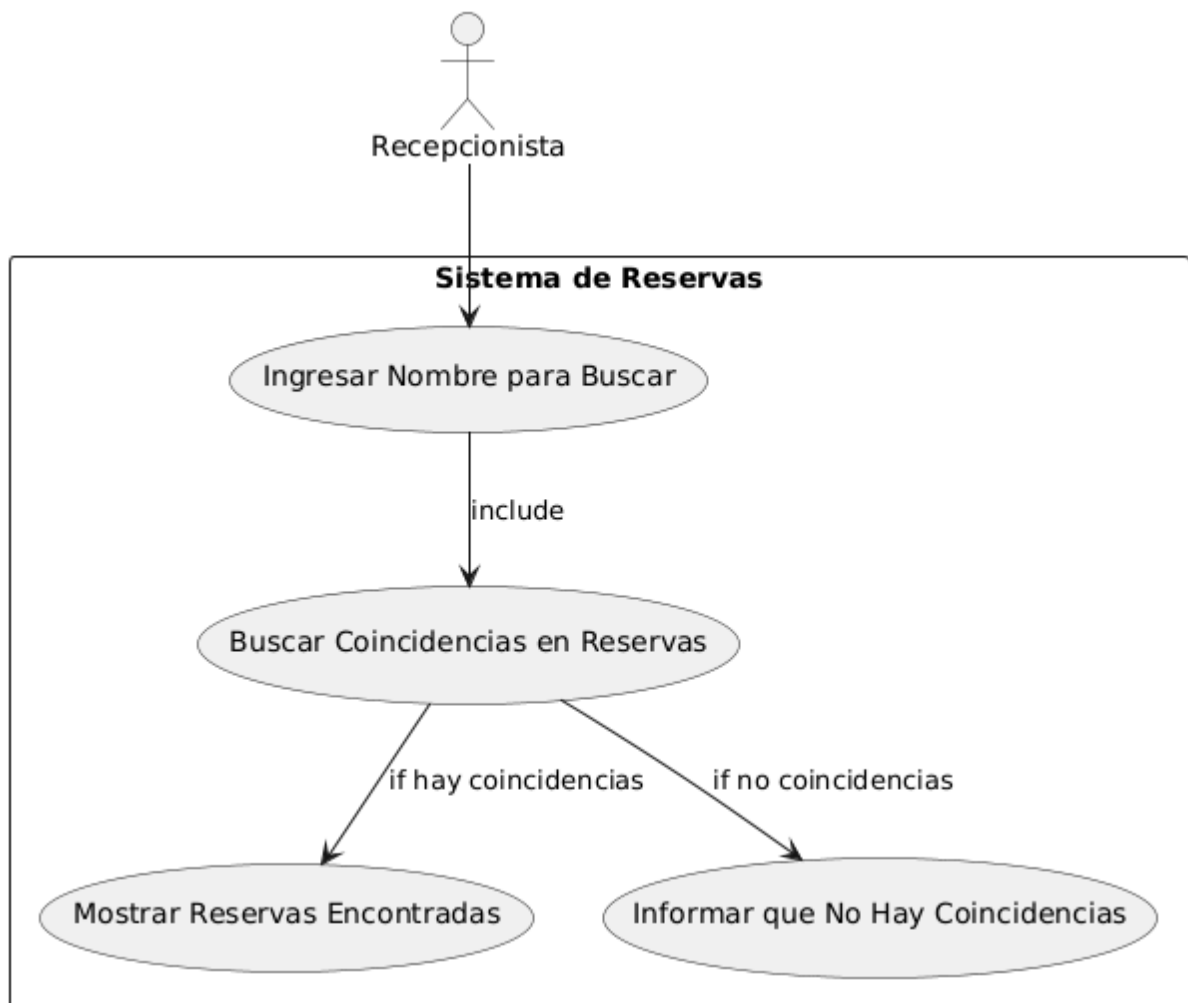 Recepcionista
Sistema de Reservas
Ingresar Nombre para Buscar
include
Buscar Coincidencias en Reservas
if hay coincidencias
if no coincidencias
Mostrar Reservas Encontradas
Informar que No Hay Coincidencias